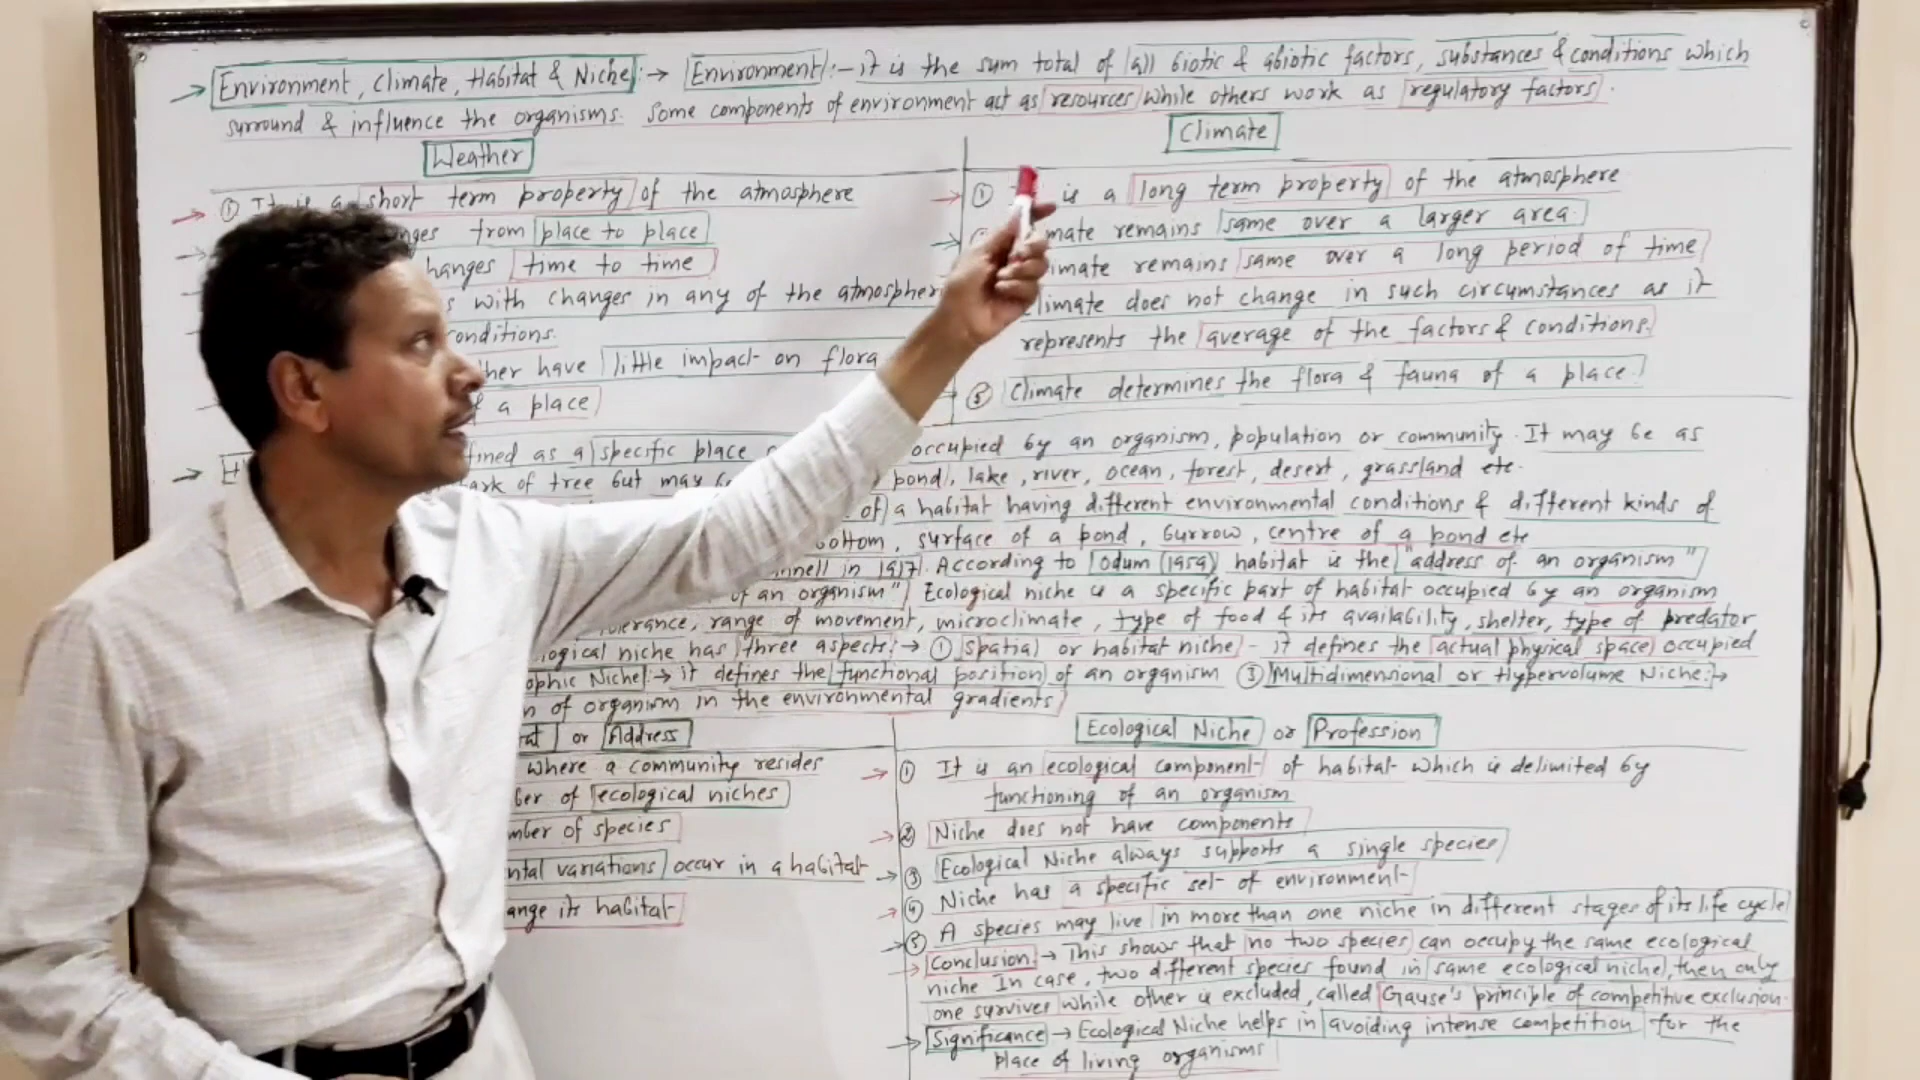 Environment, Climate, Habitat & Niche :→ Environment :- it is the sum total of all biotic & abiotic factors, substances & conditions which
surround & influence the organisms. Some components of environment act as resources while others work as regulatory factors.
Weather
① It is a short term property of the atmosphere
from place to place
time to time
with changes in any of the
conditions.
have little impact on flora
a place
Climate
① is a long term property of the atmosphere
remains same over a larger area.
remains same over a long period of time
climate does not change in such circumstances as it
represents the average of the factors & conditions.
⑤ Climate determines the flora & fauna of a place.
as a specific place occupied by an organism, population or community. It may be as
of tree but may pond, lake, river, ocean, forest, desert, grassland etc.
of a habitat having different environmental conditions & different kinds of
bottom, surface of a pond, burrow, centre of a pond etc
in 1917. According to Odum (1959) habitat is the "address of an organism"
of an organism" Ecological niche is a specific part of habitat occupied by an organism
range of movement, microclimate, type of food & its availability, shelter, type of predator
niche has three aspects :→ ① Spatial or habitat niche - it defines the actual physical space occupied
Niche :→ it defines the functional position of an organism ③ Multidimensional or Hypervolume Niche :→
of organism in the environmental gradients
or Address
where a community resides
of ecological niches
of species
variations occur in a habitat
its habitat
Ecological Niche or Profession
① It is an ecological component of habitat which is delimited by
functioning of an organism
② Niche does not have components
③ Ecological Niche always supports a single species
④ Niche has a specific set of environment
⑤ A species may live in more than one niche in different stages of its life cycle
Conclusion → This shows that no two species can occupy the same ecological
niche In case, two different species found in same ecological niche, then only
one survives while other is excluded, called Gause's principle of competitive exclusion.
Significance → Ecological Niche helps in avoiding intense competition for the
place of living organisms